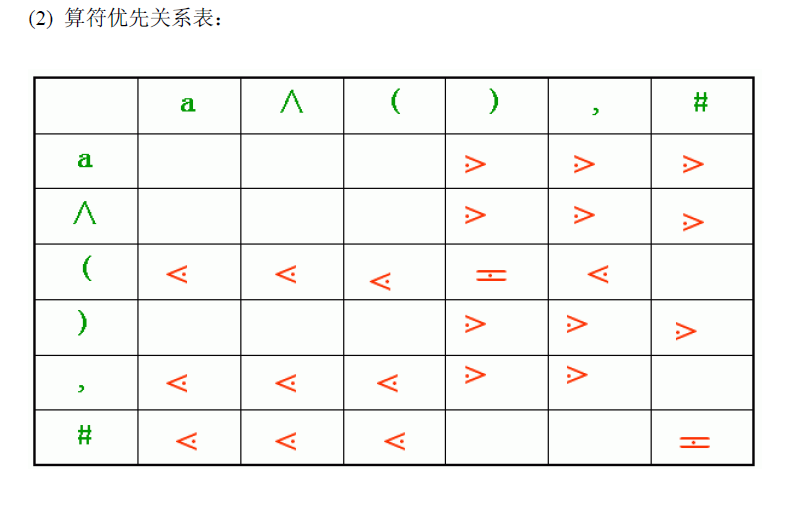 (2) 算符优先关系表：
a ∧ ( ) , #
a ⋗ ⋗ ⋗
∧ ⋗ ⋗ ⋗
( ⋖ ⋖ ⋖ ≐ ⋖
) ⋗ ⋗ ⋗
, ⋖ ⋖ ⋖ ⋗ ⋗
# ⋖ ⋖ ⋖ ≐